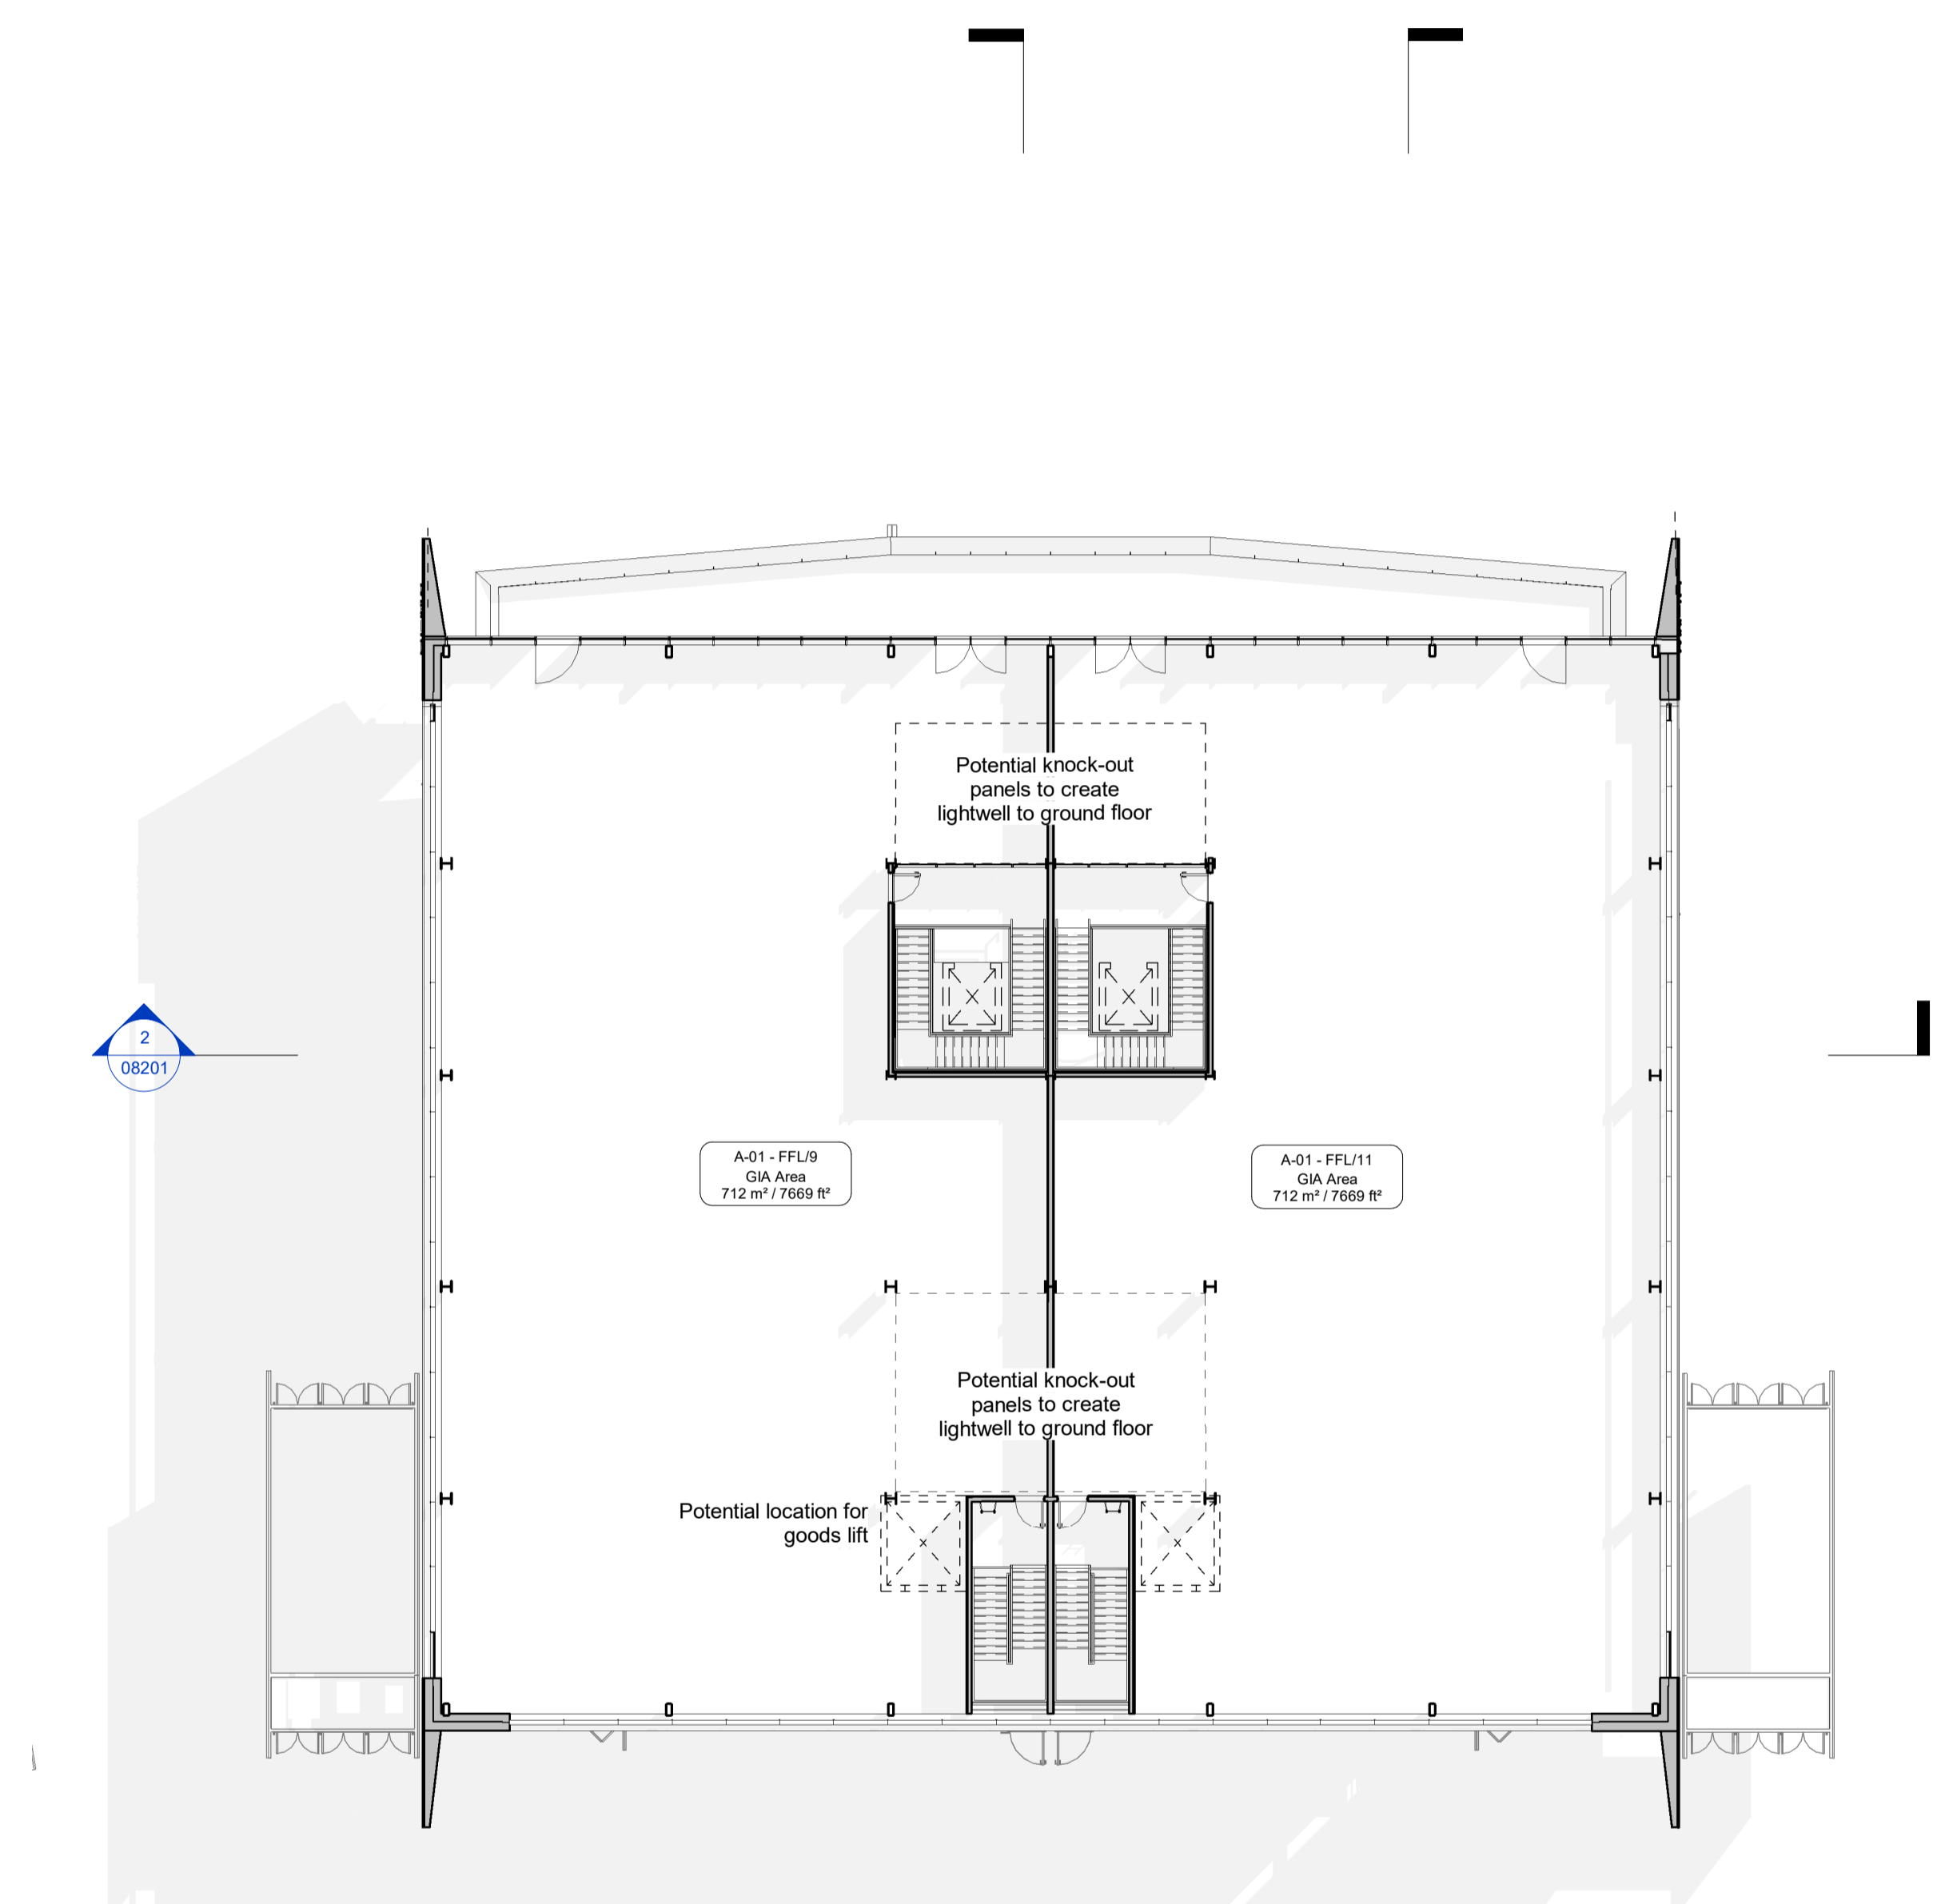 Potential knock-out
panels to create
lightwell to ground floor
2
08201
A-01 - FFL/9
GIA Area
712 m² / 7669 ft²
A-01 - FFL/11
GIA Area
712 m² / 7669 ft²
Potential knock-out
panels to create
lightwell to ground floor
Potential location for
goods lift